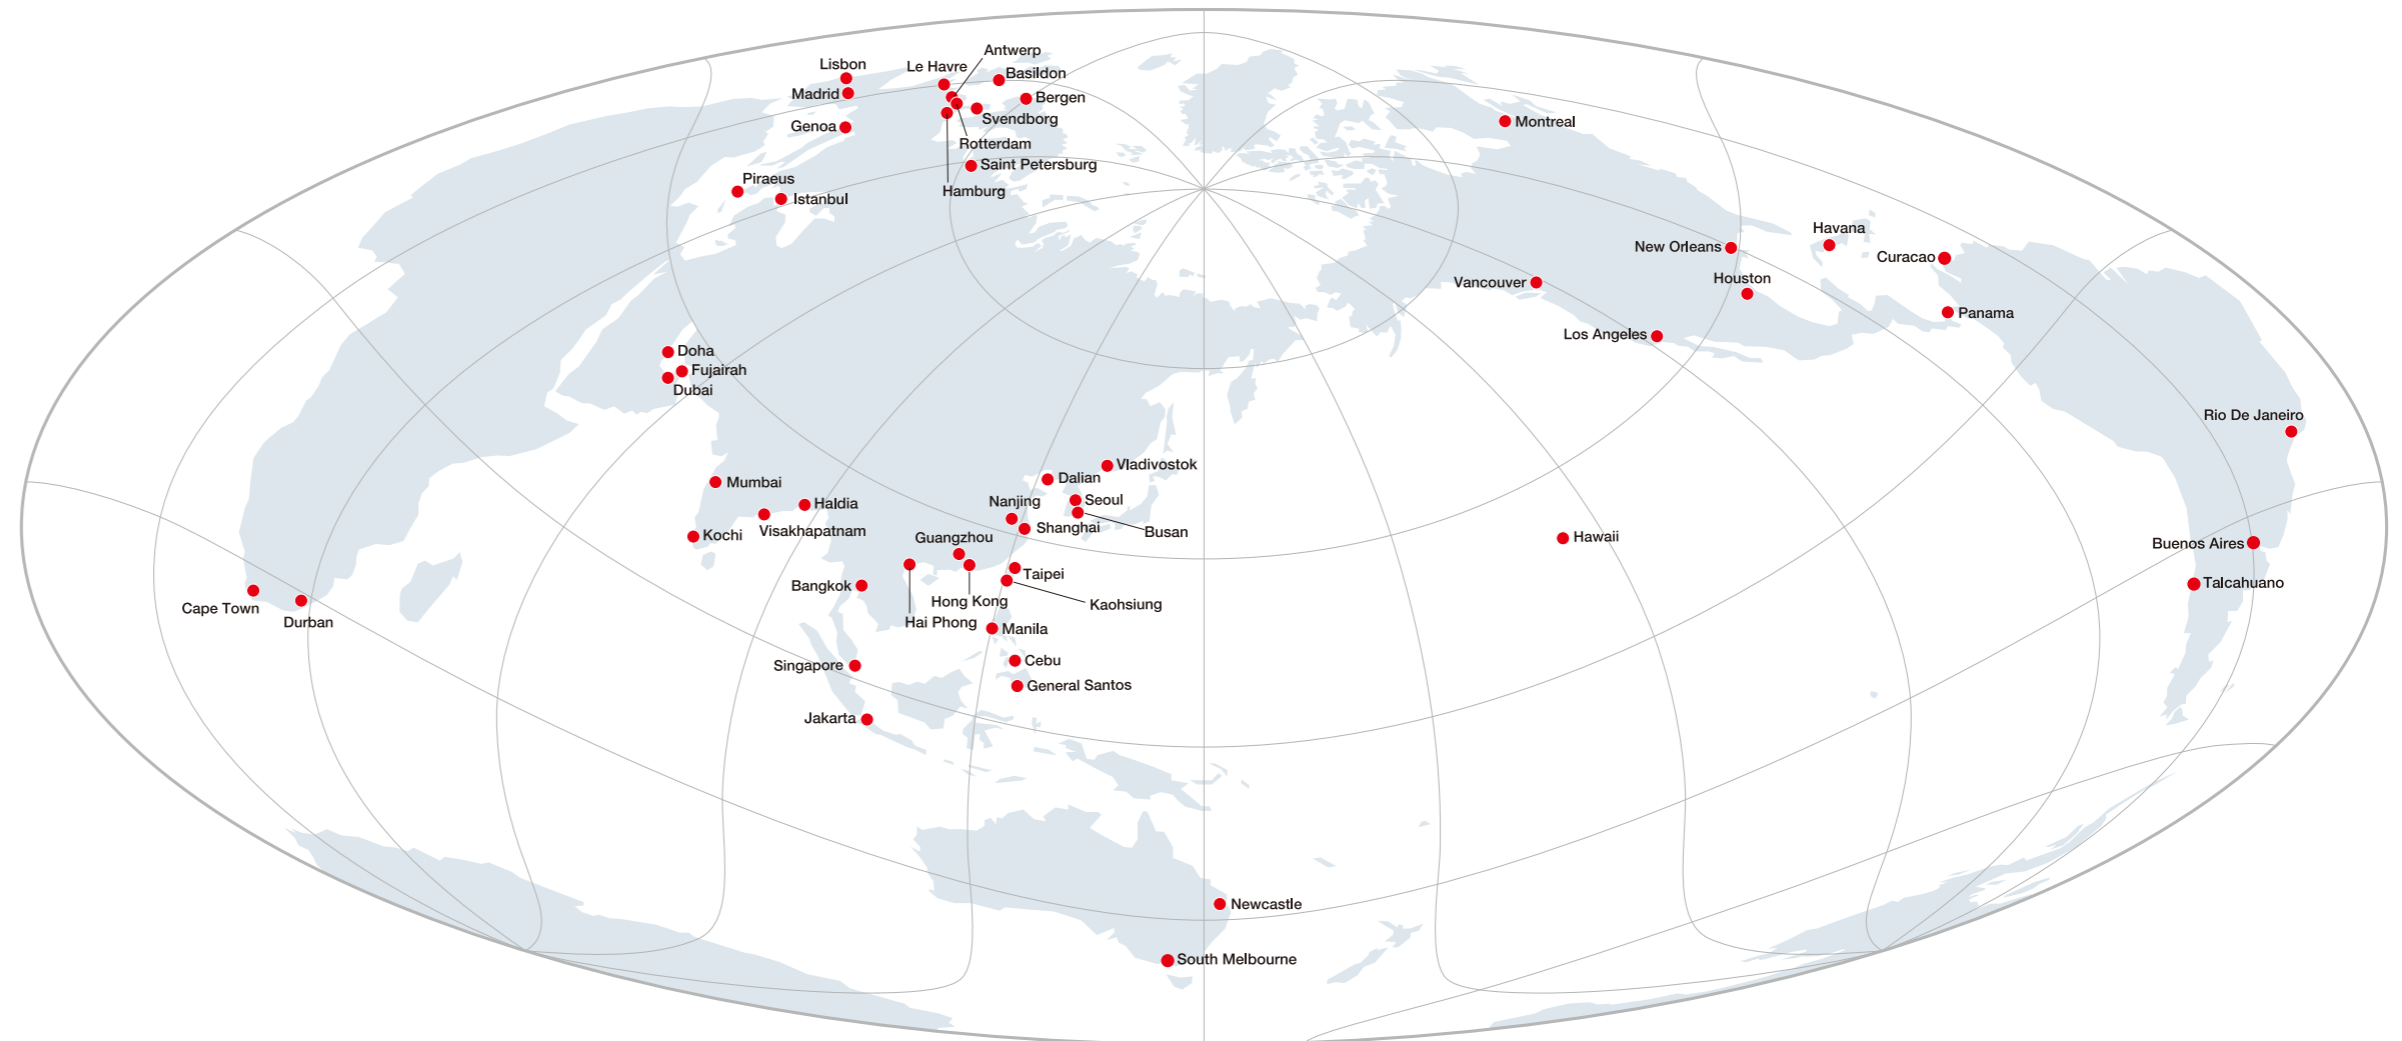 Antwerp
Lisbon
Le Havre
Basildon
Madrid
Bergen
Svendborg
Genoa
Montreal
Rotterdam
Saint Petersburg
Piraeus
Hamburg
Istanbul
Havana
New Orleans
Curacao
Houston
Vancouver
Panama
Los Angeles
Doha
Fujairah
Dubai
Rio De Janeiro
Vladivostok
Dalian
Mumbai
Seoul
Nanjing
Haldia
Shanghai
Visakhapatnam
Busan
Kochi
Guangzhou
Hawaii
Buenos Aires
Taipei
Talcahuano
Bangkok
Hong Kong
Kaohsiung
Cape Town
Durban
Hai Phong
Manila
Cebu
Singapore
General Santos
Jakarta
Newcastle
South Melbourne